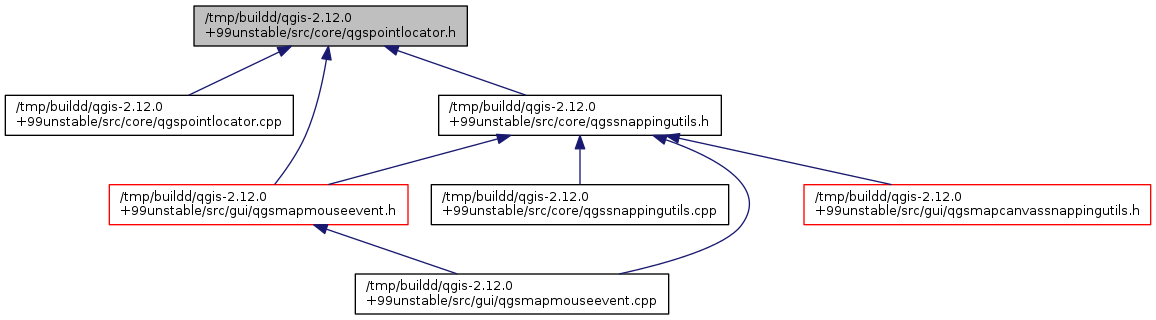 /tmp/buildd/qgis-2.12.0
+99unstable/src/core/qgspointlocator.h
/tmp/buildd/qgis-2.12.0
+99unstable/src/core/qgspointlocator.cpp
/tmp/buildd/qgis-2.12.0
+99unstable/src/core/qgssnappingutils.h
/tmp/buildd/qgis-2.12.0
+99unstable/src/gui/qgsmapmouseevent.h
/tmp/buildd/qgis-2.12.0
+99unstable/src/core/qgssnappingutils.cpp
/tmp/buildd/qgis-2.12.0
+99unstable/src/gui/qgsmapcanvassnappingutils.h
/tmp/buildd/qgis-2.12.0
+99unstable/src/gui/qgsmapmouseevent.cpp